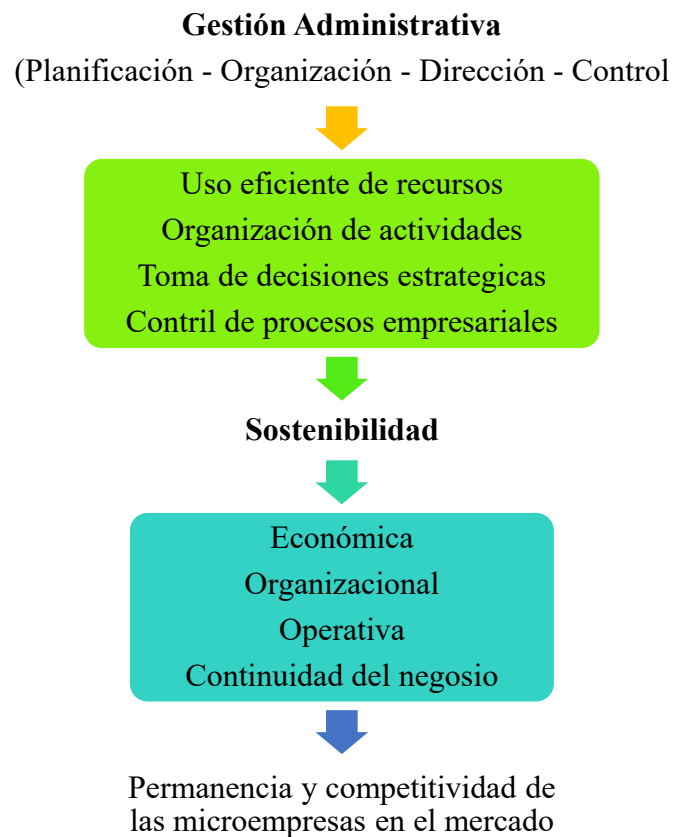 Gestión Administrativa
(Planificación - Organización - Dirección - Control
Uso eficiente de recursos
Organización de actividades
Toma de decisiones estrategicas
Contril de procesos empresariales
Sostenibilidad
Económica
Organizacional
Operativa
Continuidad del negosio
Permanencia y competitividad de
las microempresas en el mercado